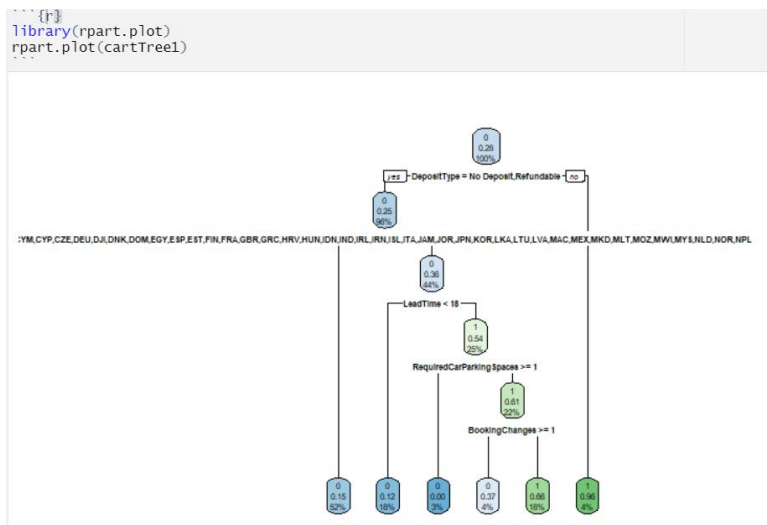 ```{r}
library(rpart.plot)
rpart.plot(cartTree1)
```
0
0.28
100%
yes DepositType = No Deposit,Refundable no
0
0.25
96%
YM,CYP,CZE,DEU,DJI,DNK,DOM,EGY,ESP,EST,FIN,FRA,GBR,GRC,HRV,HUN,IDN,IND,IRL,IRN,ISL,ITA,JAM,JOR,JPN,KOR,LKA,LTU,LVA,MAC,MEX,MKD,MLT,MOZ,MWI,MYS,NLD,NOR,NPL
0
0.36
44%
LeadTime < 18
1
0.54
25%
RequiredCarParkingSpaces >= 1
1
0.61
22%
BookingChanges >= 1
0 0 0 0 1 1
0.15 0.12 0.00 0.37 0.66 0.96
52% 18% 3% 4% 18% 4%